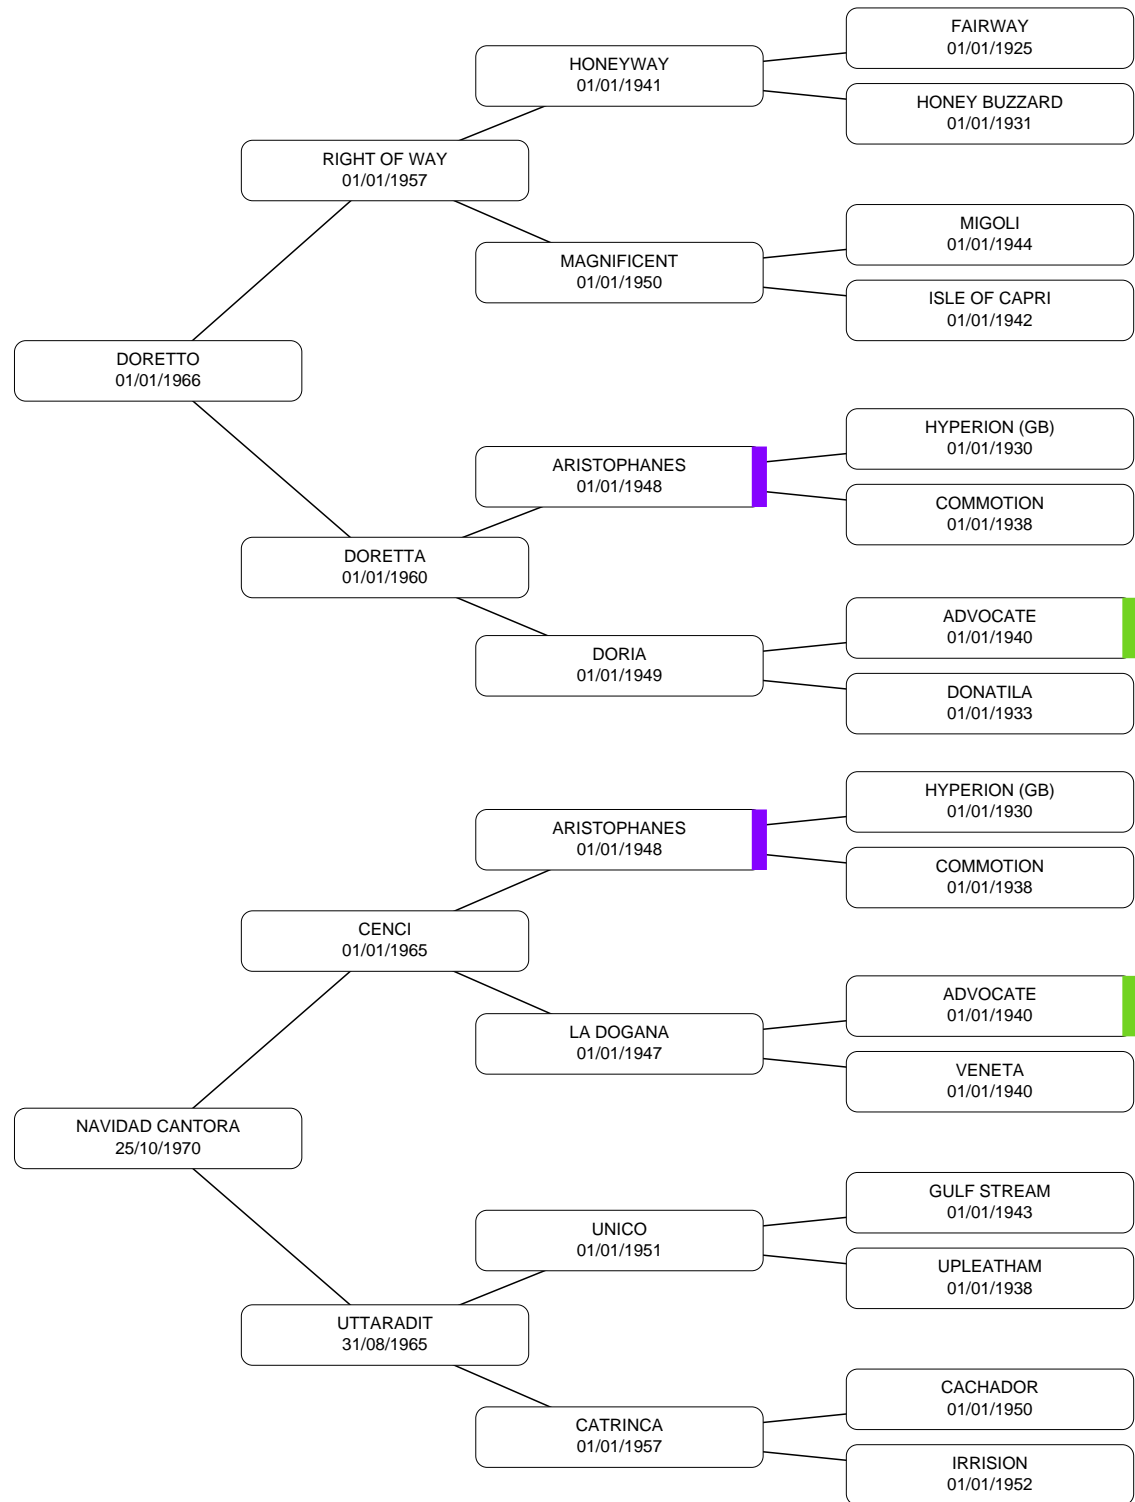 FAIRWAY
01/01/1925
HONEYWAY
01/01/1941
HONEY BUZZARD
01/01/1931
RIGHT OF WAY
01/01/1957
MIGOLI
01/01/1944
MAGNIFICENT
01/01/1950
ISLE OF CAPRI
01/01/1942
DORETTO
01/01/1966
HYPERION (GB)
01/01/1930
ARISTOPHANES
01/01/1948
COMMOTION
01/01/1938
DORETTA
01/01/1960
ADVOCATE
01/01/1940
DORIA
01/01/1949
DONATILA
01/01/1933
HYPERION (GB)
01/01/1930
ARISTOPHANES
01/01/1948
COMMOTION
01/01/1938
CENCI
01/01/1965
ADVOCATE
01/01/1940
LA DOGANA
01/01/1947
VENETA
01/01/1940
NAVIDAD CANTORA
25/10/1970
GULF STREAM
01/01/1943
UNICO
01/01/1951
UPLEATHAM
01/01/1938
UTTARADIT
31/08/1965
CACHADOR
01/01/1950
CATRINCA
01/01/1957
IRRISION
01/01/1952